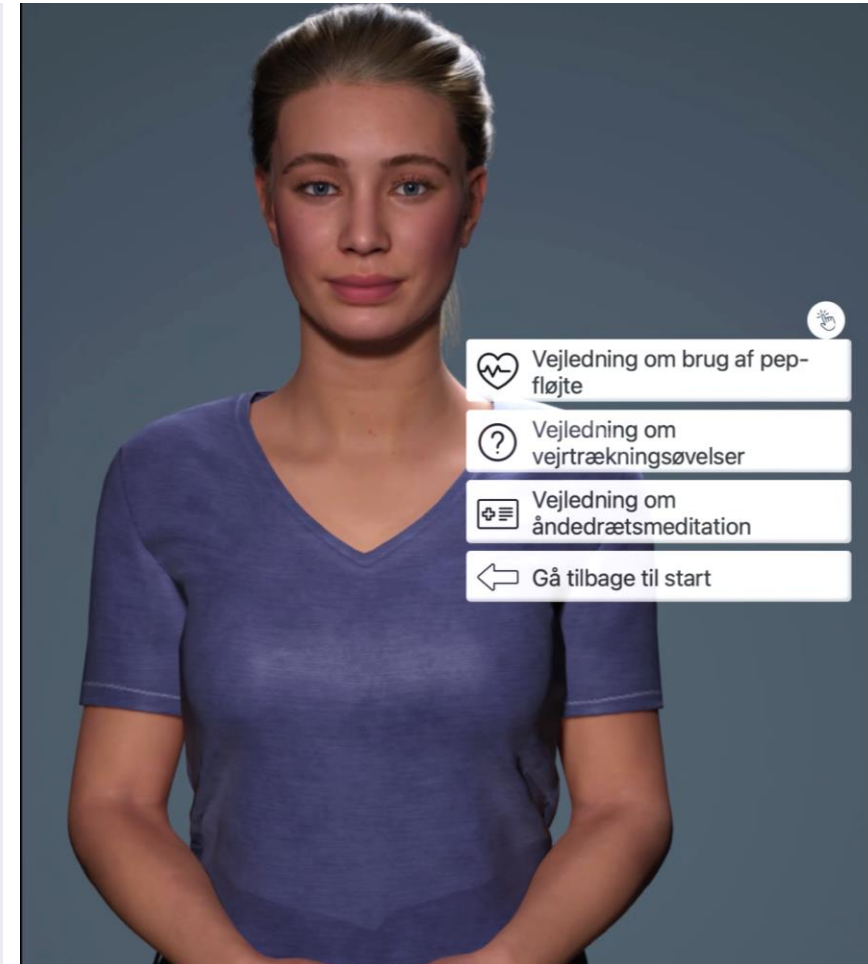 Vejledning om brug af pep-
fløjte
Vejledning om
vejrtrækningsøvelser
Vejledning om
åndedrætsmeditation
Gå tilbage til start